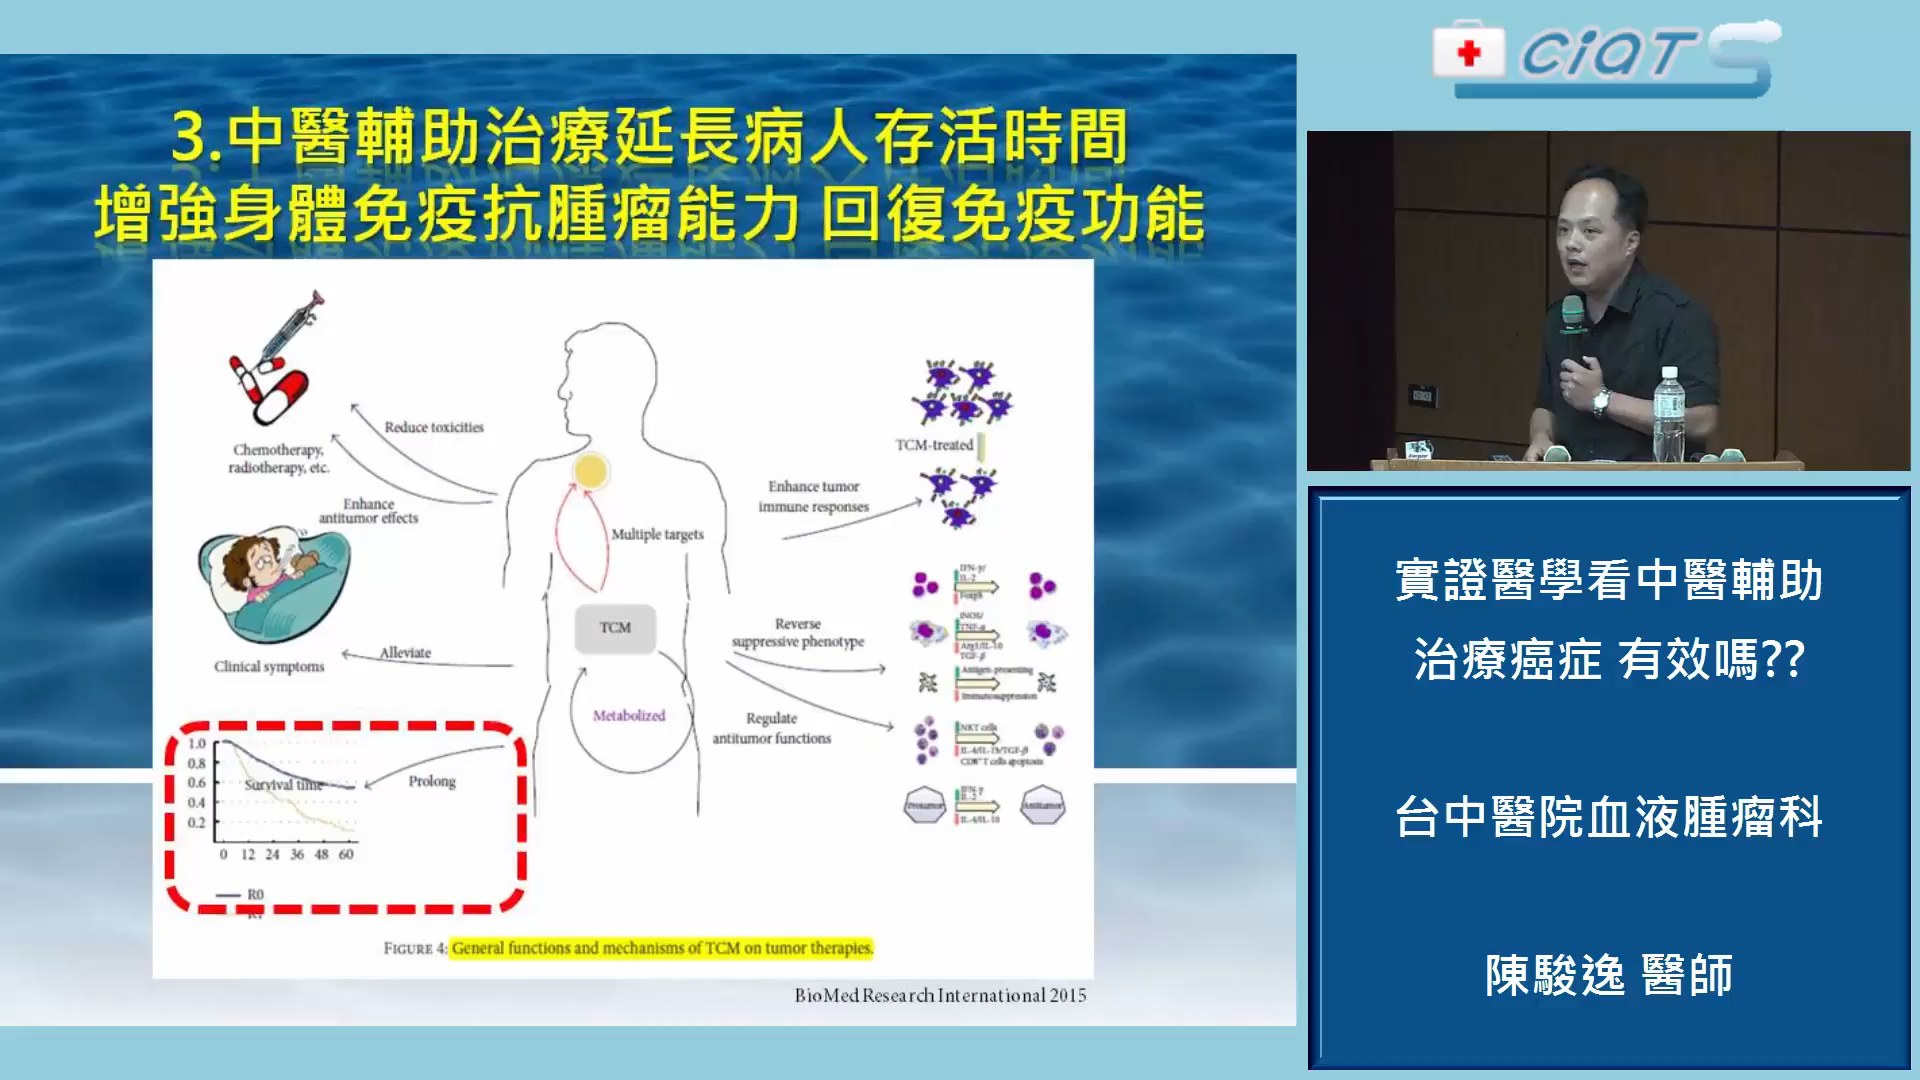 3.中醫輔助治療延長病人存活時間
增強身體免疫抗腫瘤能力 回復免疫功能
Chemotherapy,
radiotherapy, etc.
Reduce toxicities
Enhance
antitumor effects
Clinical symptoms
Alleviate
Multiple targets
TCM
Metabolized
TCM-treated
Enhance tumor
immune responses
Reverse
suppressive phenotype
Regulate
antitumor functions
IFN-γ/
IL-2
Foxp3
iNOS/
TNF-α
Arg1/IL-10
TGF-β
Antigen-presenting
Immunosuppression
NKT cells
IL-4/IL-13/TGF-β
CD8⁺T cells apoptosis
Protumor
IFN-γ
IL-2
IL-4/IL-10
Antitumor
1.0
0.8
0.6
0.4
0.2
Survival time
Prolong
0 12 24 36 48 60
R0
FIGURE 4: General functions and mechanisms of TCM on tumor therapies.
BioMed Research International 2015
CiQTS
實證醫學看中醫輔助
治療癌症 有效嗎??
台中醫院血液腫瘤科
陳駿逸 醫師